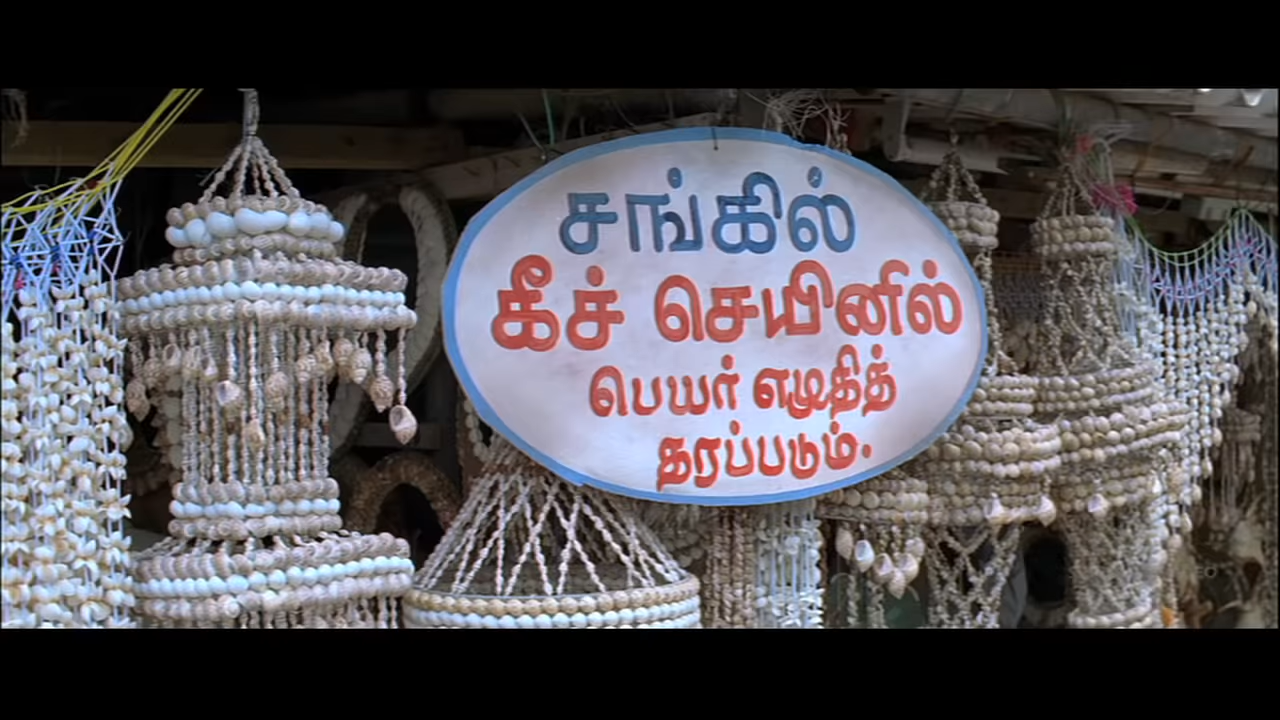 சங்கில்
கீச் செயினில்
பெயர் எழுதித்
தரப்படும்.